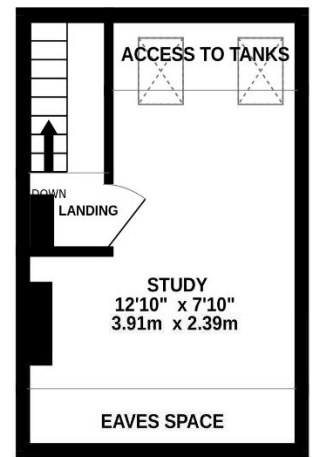 ACCESS TO TANKS
DOWN
LANDING
STUDY
12'10" x 7'10"
3.91m x 2.39m
EAVES SPACE